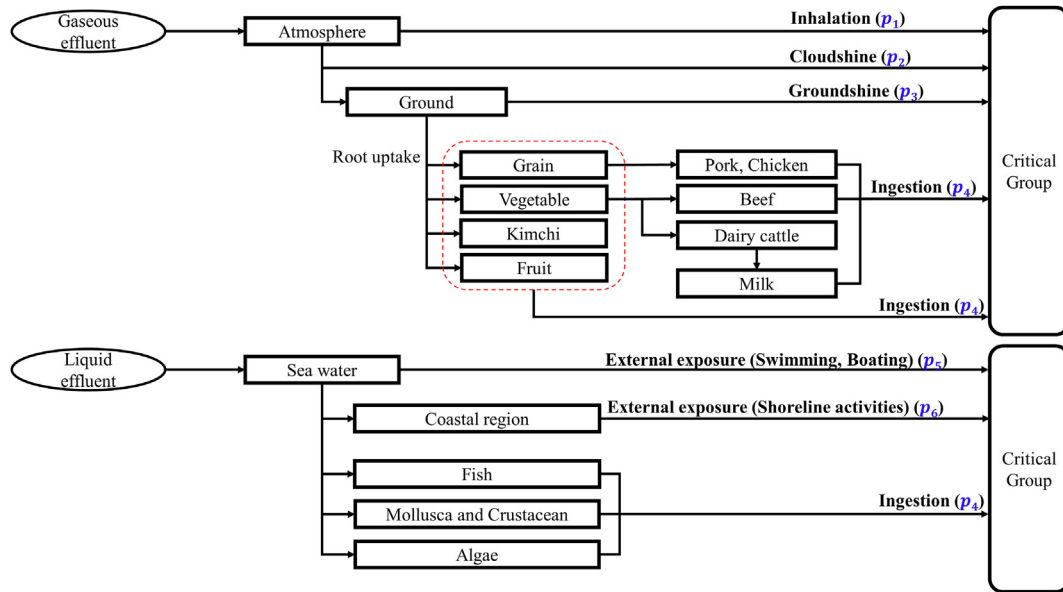 Gaseous
effluent
Atmosphere
Inhalation (p₁)
Cloudshine (p₂)
Ground
Groundshine (p₃)
Root uptake
Grain
Pork, Chicken
Vegetable
Beef
Ingestion (p₄)
Kimchi
Dairy cattle
Fruit
Milk
Ingestion (p₄)
Critical
Group
Liquid
effluent
Sea water
External exposure (Swimming, Boating) (p₅)
Coastal region
External exposure (Shoreline activities) (p₆)
Fish
Mollusca and Crustacean
Ingestion (p₄)
Algae
Critical
Group